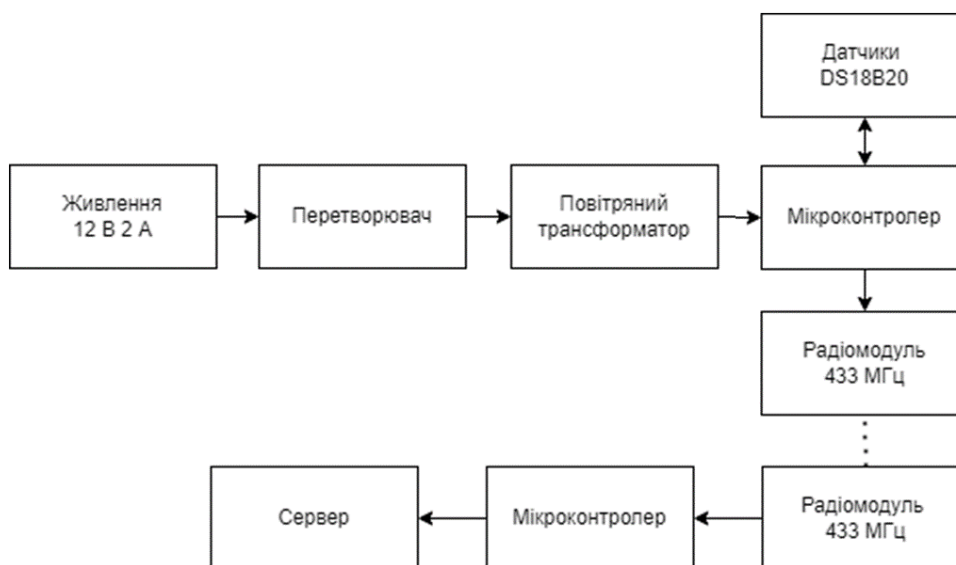 Датчики
DS18B20
Живлення
12 В 2 А
Перетворювач
Повітряний
трансформатор
Мікроконтролер
Радіомодуль
433 МГц
Сервер
Мікроконтролер
Радіомодуль
433 МГц